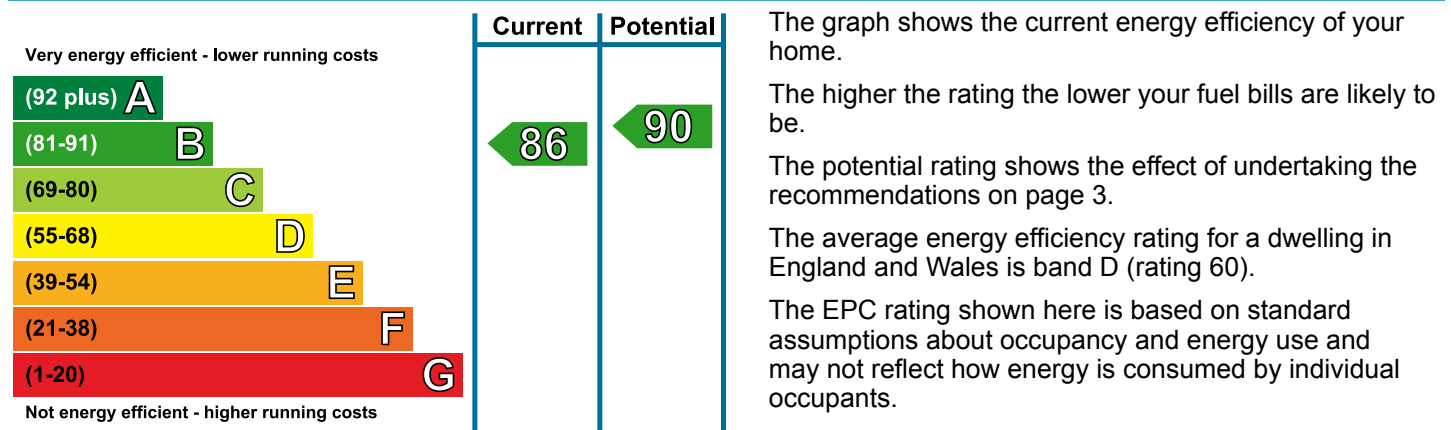 Current Potential
Very energy efficient - lower running costs
(92 plus) A
(81-91) B
(69-80) C
(55-68) D
(39-54) E
(21-38) F
(1-20) G
Not energy efficient - higher running costs
86
90
The graph shows the current energy efficiency of your
home.
The higher the rating the lower your fuel bills are likely to
be.
The potential rating shows the effect of undertaking the
recommendations on page 3.
The average energy efficiency rating for a dwelling in
England and Wales is band D (rating 60).
The EPC rating shown here is based on standard
assumptions about occupancy and energy use and
may not reflect how energy is consumed by individual
occupants.